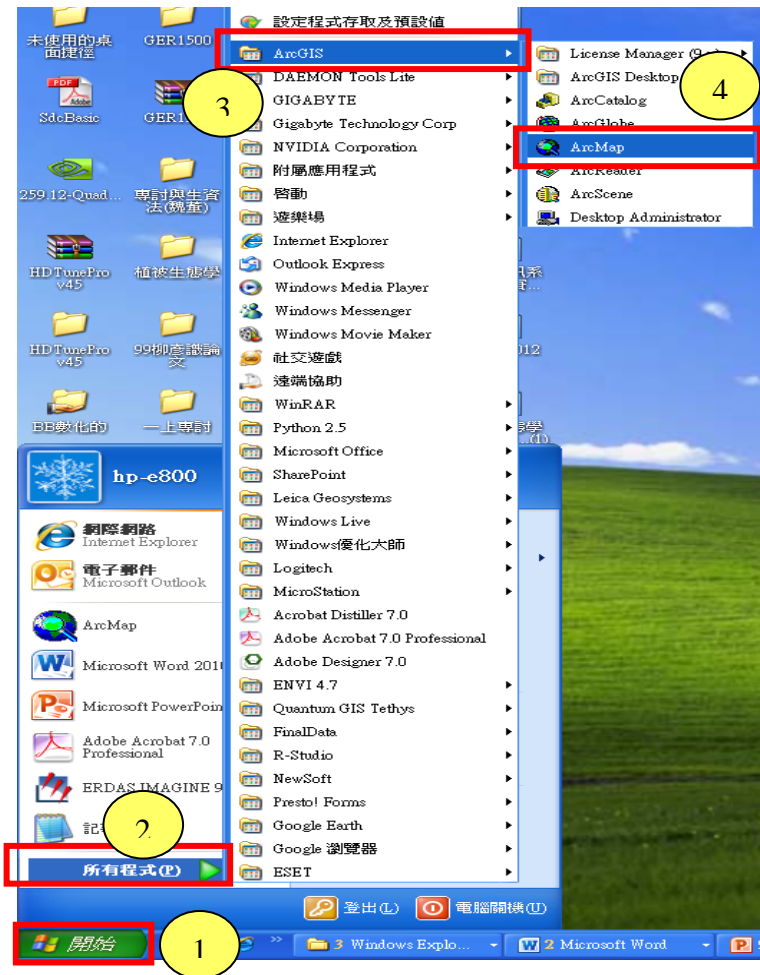 未使用的桌
面捷徑
GER1500
SdcBasic
259.12-Quad...
專討與生資
法(魏董)
HDTunePro
v45
植被生態學
HDTunePro
v45
99柳彥識論
文
BB數化的
一上專討
設定程式存取及預設值
ArcGIS
DAEMON Tools Lite
GIGABYTE
Gigabyte Technology Corp
NVIDIA Corporation
附屬應用程式
啓動
遊樂場
Internet Explorer
Outlook Express
Windows Media Player
Windows Messenger
Windows Movie Maker
社交遊戲
遠端協助
WinRAR
Python 2.5
Microsoft Office
SharePoint
Leica Geosystems
Windows Live
Windows優化大師
Logitech
MicroStation
Acrobat Distiller 7.0
Adobe Acrobat 7.0 Professional
Adobe Designer 7.0
ENVI 4.7
Quantum GIS Tethys
FinalData
R-Studio
NewSoft
Presto! Forms
Google Earth
Google 瀏覽器
ESET
3
License Manager
ArcGIS Desktop
ArcCatalog
ArcGlobe
ArcMap
ArcReader
ArcScene
Desktop Administrator
4
hp-e800
網際網路
Internet Explorer
電子郵件
Microsoft Outlook
ArcMap
Microsoft Word 201
Microsoft PowerPoin
Adobe Acrobat 7.0
Professional
ERDAS IMAGINE 9
2
所有程式(P)
登出(L)
電腦關機(U)
開始
1
3 Windows Explo...
2 Microsoft Word